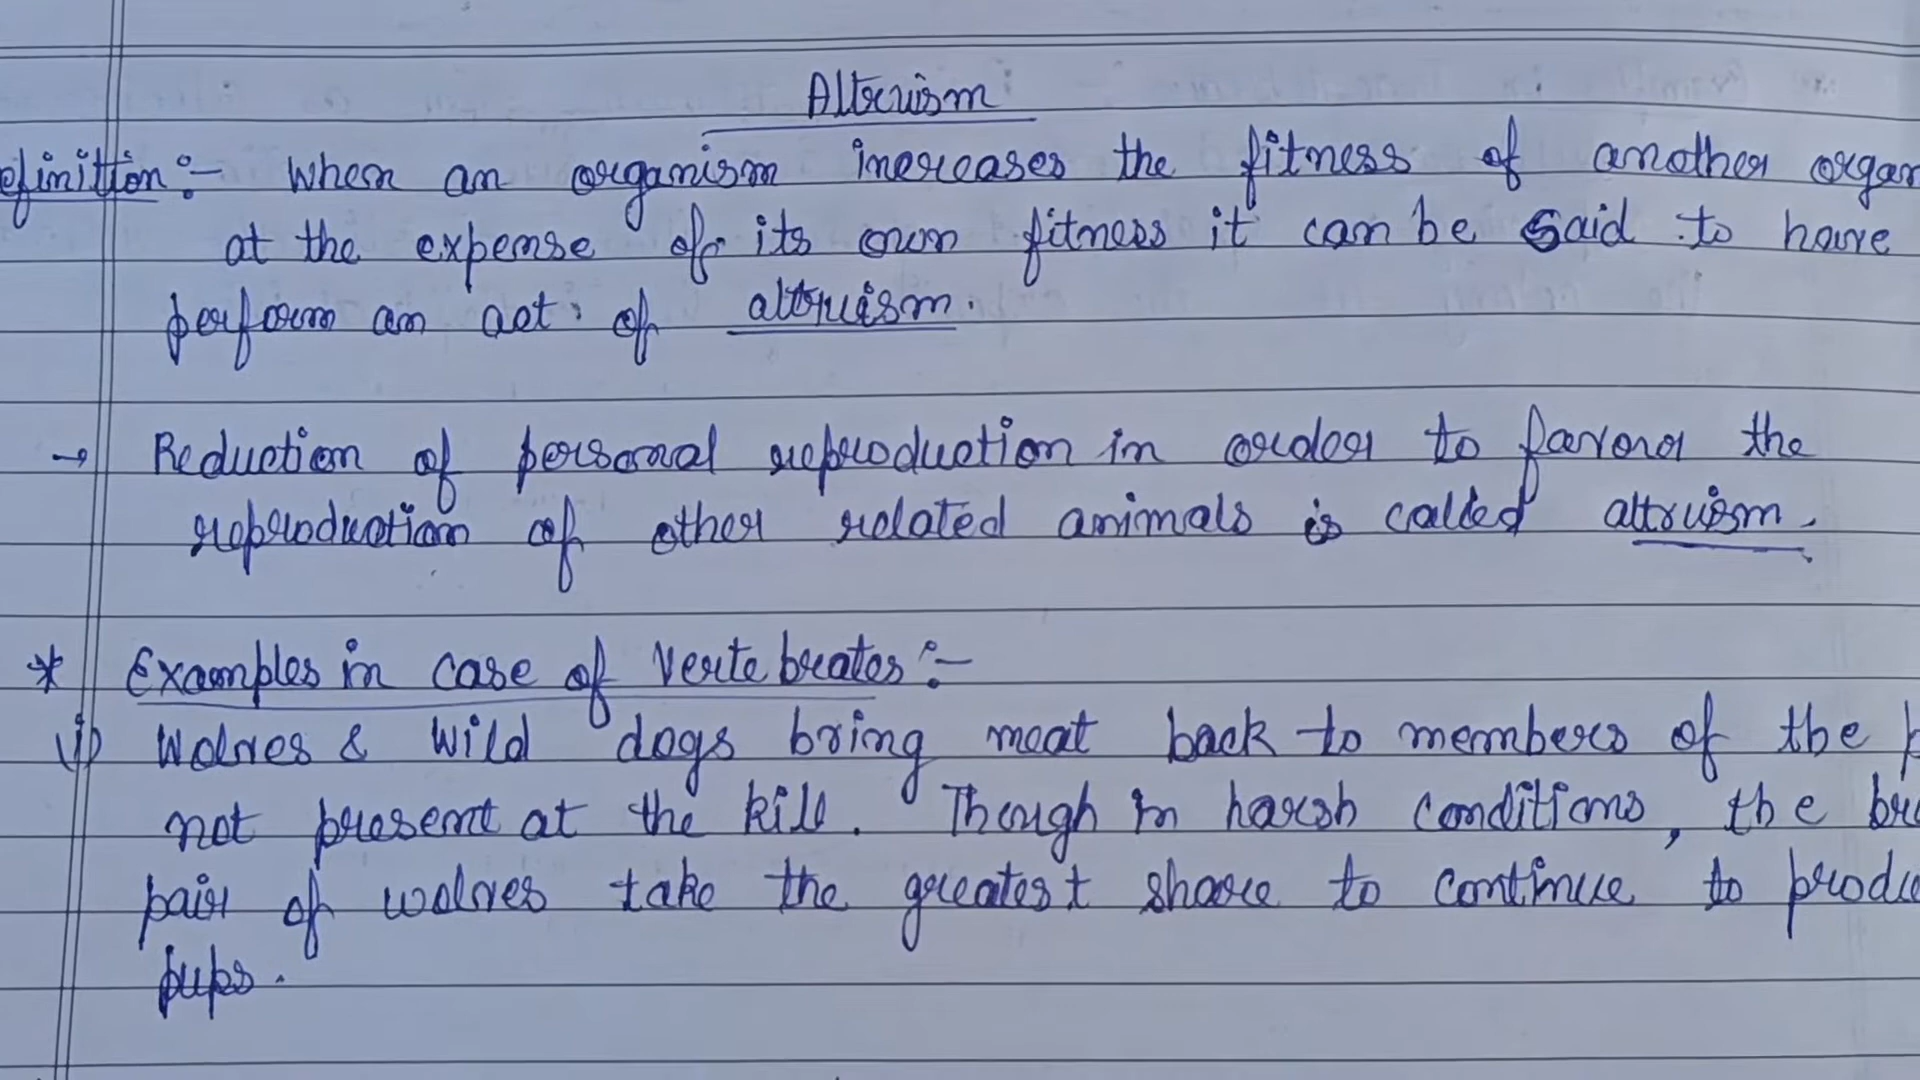 Altruism
efinition :- When an organism increases the fitness of another organ
at the expense of its own fitness it can be said to have
perform an act of altruism.
→ Reduction of personal reproduction in order to favour the
reproduction of other related animals is called altruism.
* Examples in case of Vertebrates :-
(i) Wolves & Wild dogs bring meat back to members of the p
not present at the kill. Though in harsh conditions, the bre
pair of wolves take the greatest share to continue to produc
pups.